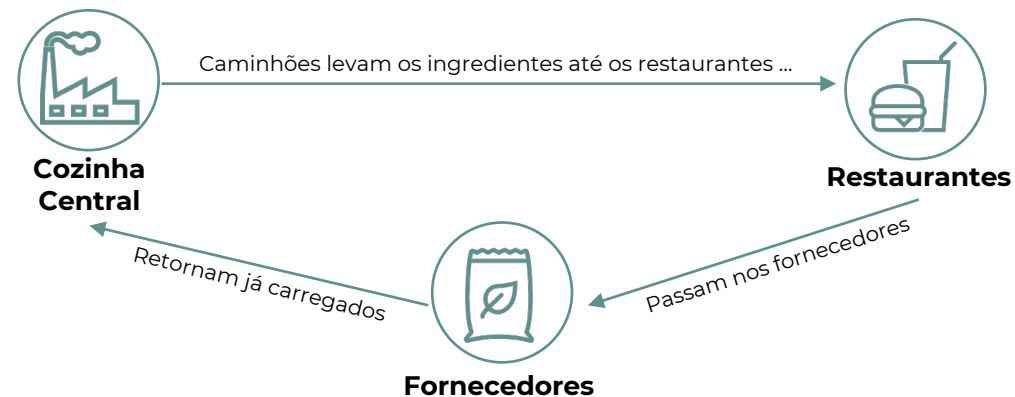 Caminhões levam os ingredientes até os restaurantes ...
Cozinha
Central
Restaurantes
Passam nos fornecedores
Retornam já carregados
Fornecedores